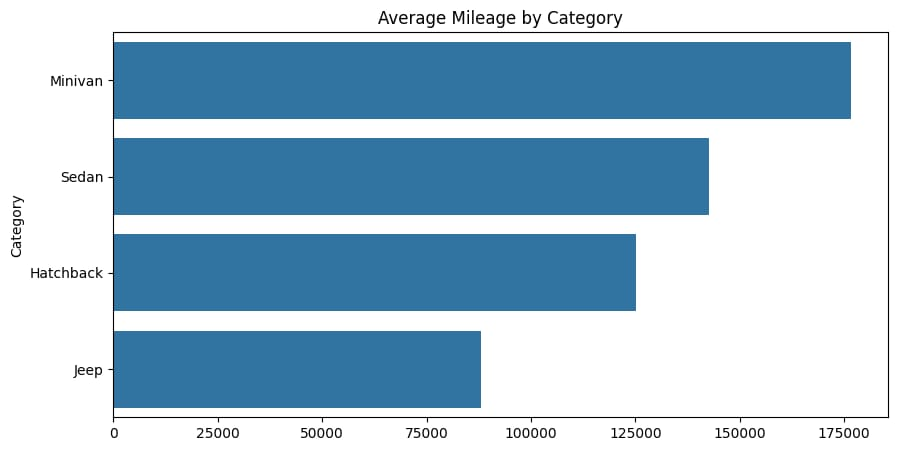 Average Mileage by Category
Category
Minivan
Sedan
Hatchback
Jeep
0 25000 50000 75000 100000 125000 150000 175000